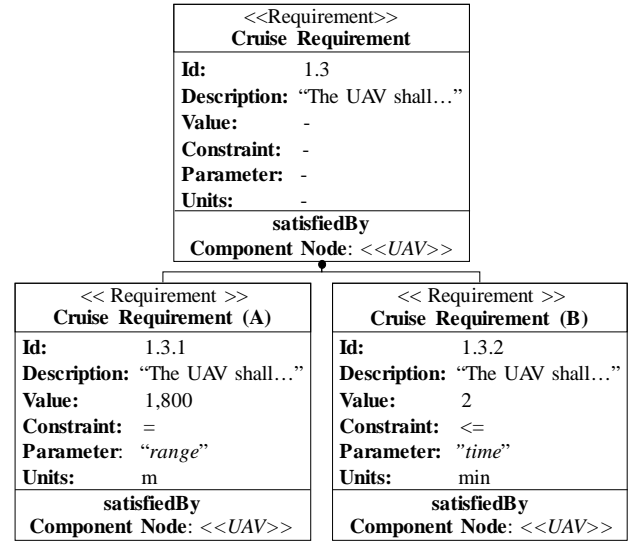 <<Requirement>>
Cruise Requirement
Id: 1.3
Description: “The UAV shall…”
Value: -
Constraint: -
Parameter: -
Units: -
satisfiedBy
Component Node: <<UAV>>
<< Requirement >>
Cruise Requirement (A)
Id: 1.3.1
Description: “The UAV shall…”
Value: 1,800
Constraint: =
Parameter: “range”
Units: m
satisfiedBy
Component Node: <<UAV>>
<< Requirement >>
Cruise Requirement (B)
Id: 1.3.2
Description: “The UAV shall…”
Value: 2
Constraint: <=
Parameter: ”time”
Units: min
satisfiedBy
Component Node: <<UAV>>